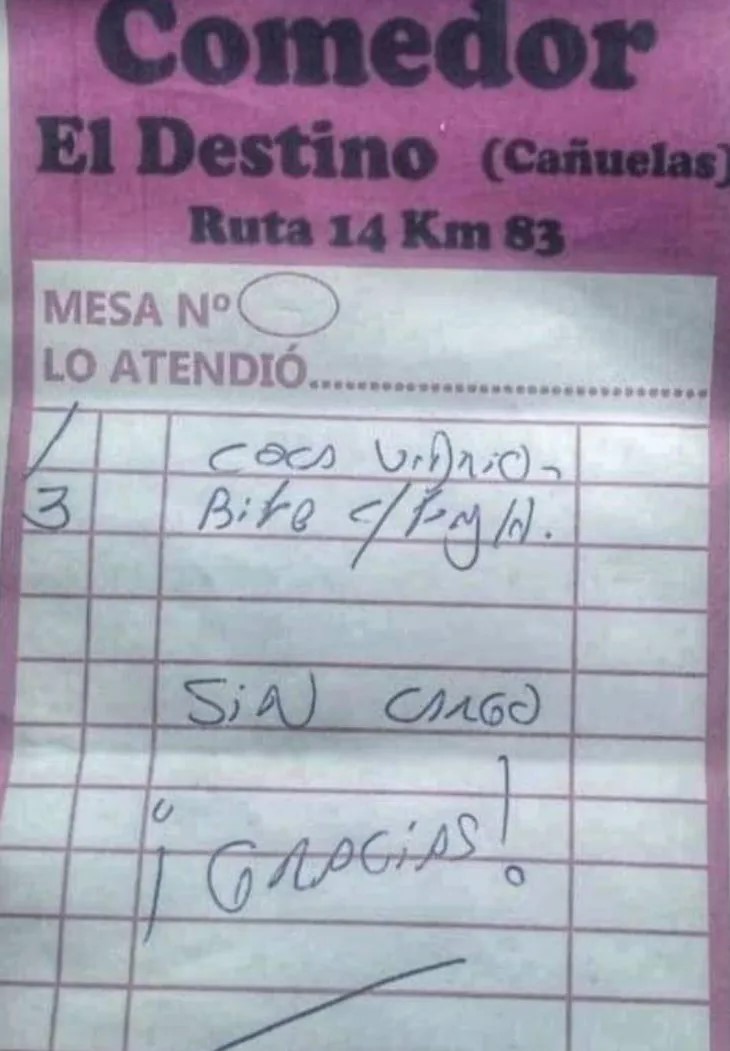 Comedor
El Destino (Cañuelas)
Ruta 14 Km 83
MESA Nº
LO ATENDIÓ
1 coca vidrio
3 Bife c/
SIN CARGO
¡GRACIAS!